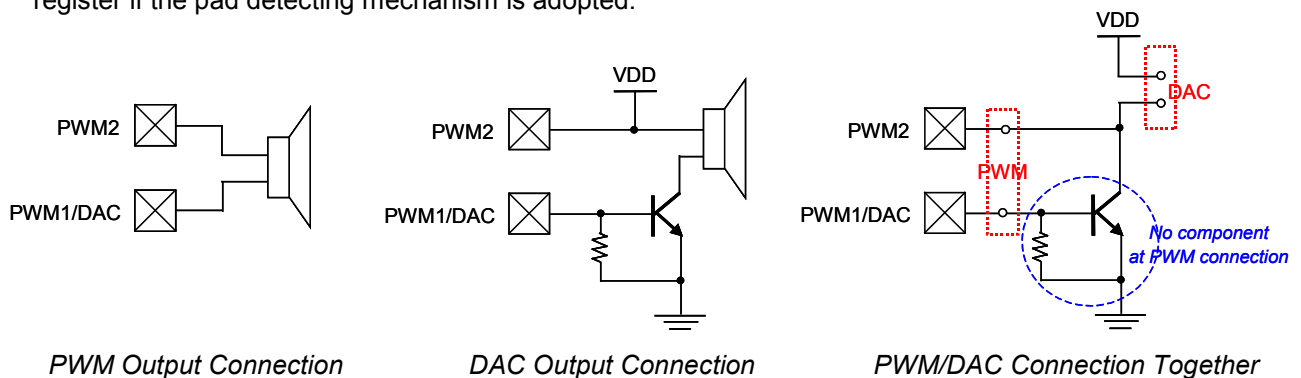 register if the pad detecting mechanism is adopted.
PWM2
PWM1/DAC
PWM Output Connection
VDD
PWM2
PWM1/DAC
DAC Output Connection
VDD
DAC
PWM2
PWM
PWM1/DAC
No component
at PWM connection
PWM/DAC Connection Together